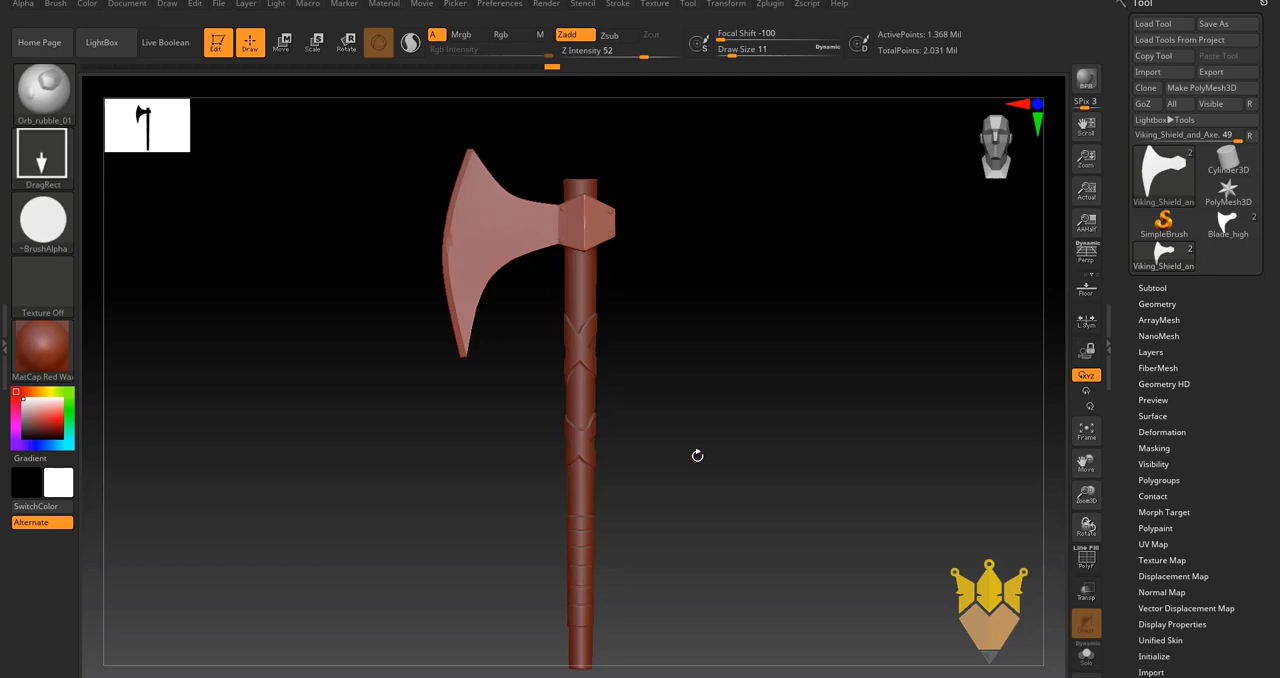 Alpha Brush Color Document Draw Edit File Layer Light Macro Marker Material Movie Picker Preferences Render Stencil Stroke Texture Tool Transform Zplugin Zscript Help
Tool
Home Page LightBox Live Boolean Edit Draw Move Scale Rotate A Mrgb Rgb M Zadd Zsub Zcut Focal Shift -100 ActivePoints: 1.368 Mil
Rgb Intensity Z Intensity 52 S Draw Size 11 Dynamic D TotalPoints: 2.031 Mil
Load Tool Save As
Load Tools From Project
Copy Tool Paste Tool
Import Export
Clone Make PolyMesh3D
GoZ All Visible R
Lightbox▶Tools
Viking_Shield_and_Axe. 49 R
2
Cylinder3D
Viking_Shield_an PolyMesh3D
2
SimpleBrush Blade_high
2
Viking_Shield_an
Subtool
Geometry
ArrayMesh
NanoMesh
Layers
FiberMesh
Geometry HD
Preview
Surface
Deformation
Masking
Visibility
Polygroups
Contact
Morph Target
Polypaint
UV Map
Texture Map
Displacement Map
Normal Map
Vector Displacement Map
Display Properties
Unified Skin
Initialize
Import
BPR
SPix 3
Scroll
Zoom
Actual
AAHalf
Dynamic
Persp
Floor
L.Sym
XYZ
Frame
Move
Zoom3D
Rotate
Line Fill
PolyF
Transp
Dynamic
Solo
Orb_rubble_01
DragRect
~BrushAlpha
Texture Off
MatCap Red Wax
Gradient
SwitchColor
Alternate